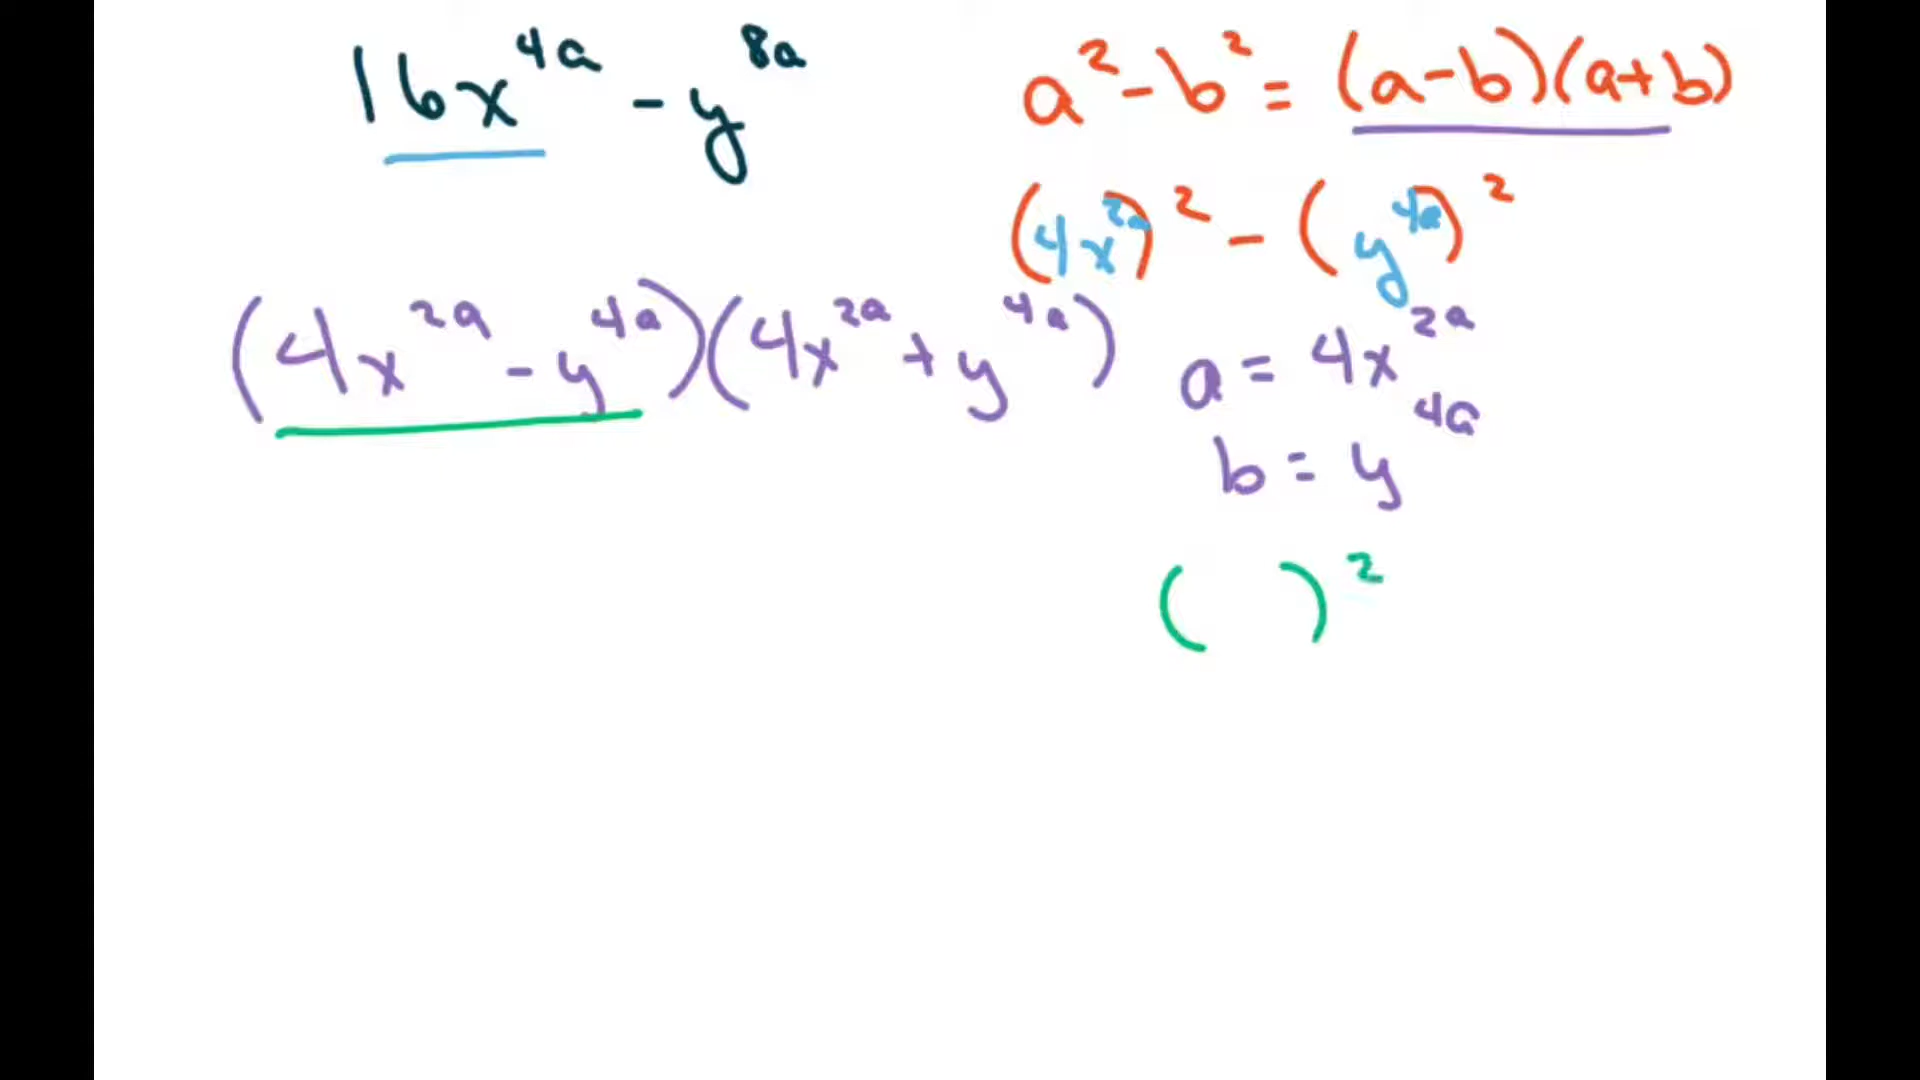 16x^{4a} - y^{8a}
a² - b² = (a-b)(a+b)
(4x^{2a})² - (y^{4a})²
(4x^{2a} - y^{4a})(4x^{2a} + y^{4a})
a = 4x^{2a}
b = y^{4a}
( )²